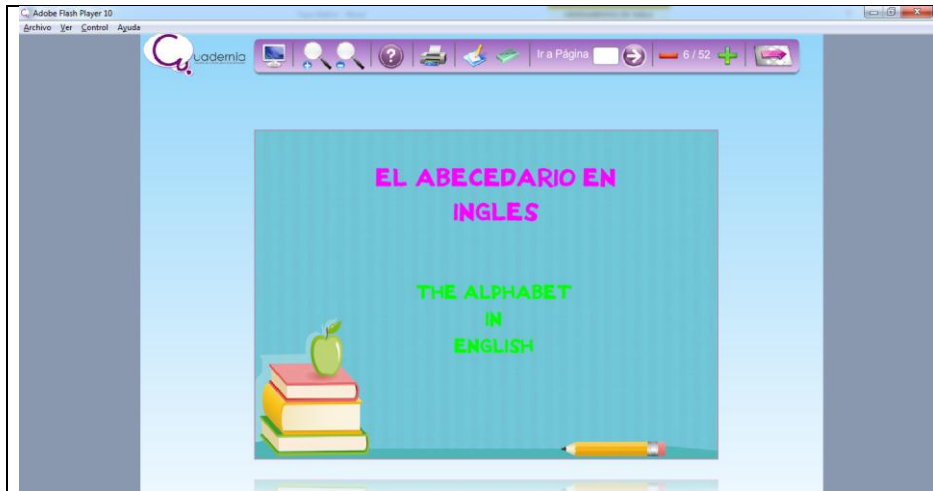 Adobe Flash Player 10
Archivo Ver Control Ayuda
Cuadernia
Ir a Página
6 / 52
EL ABECEDARIO EN
INGLES
THE ALPHABET
IN
ENGLISH